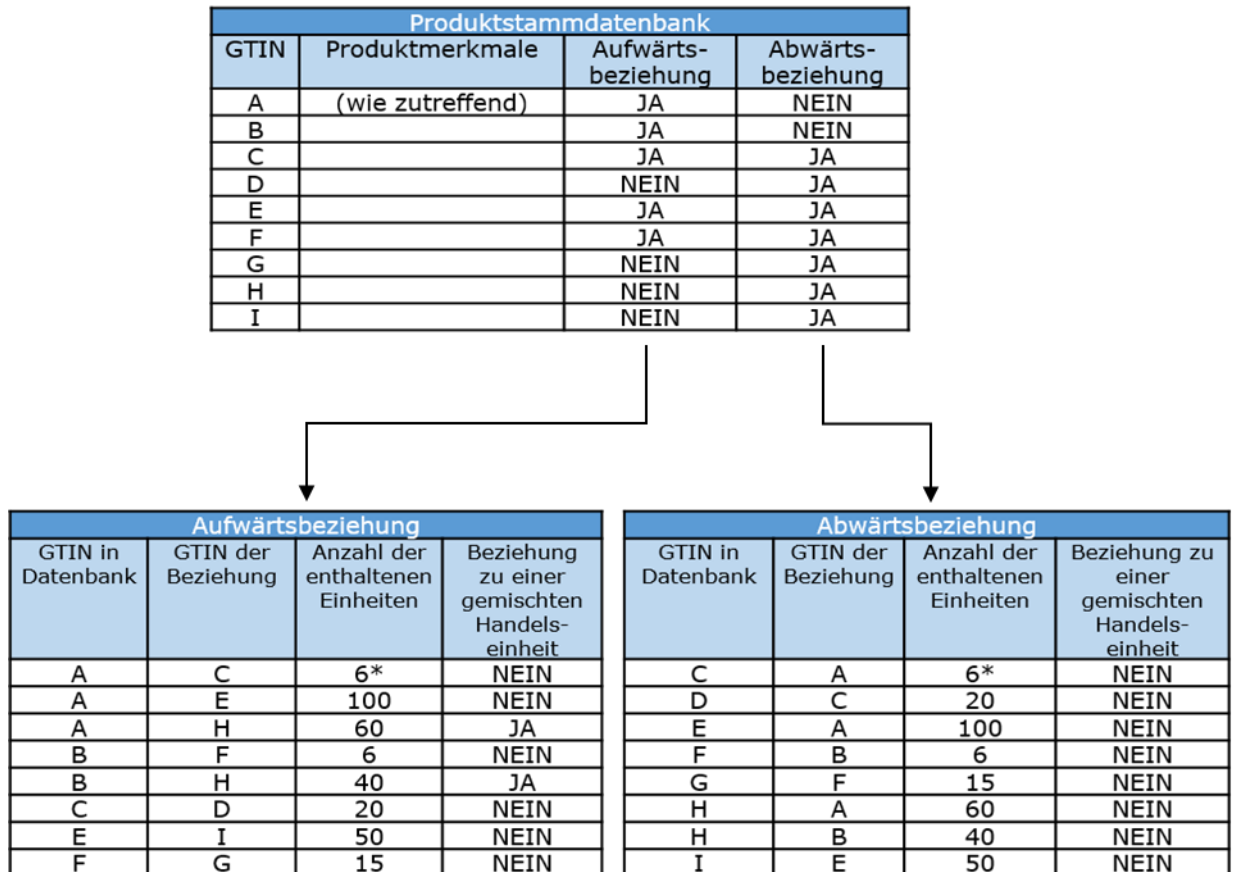 Produktstammdatenbank
GTIN Produktmerkmale Aufwärts- Abwärts-
beziehung beziehung
A (wie zutreffend) JA NEIN
B JA NEIN
C JA JA
D NEIN JA
E JA JA
F JA JA
G NEIN JA
H NEIN JA
I NEIN JA
Aufwärtsbeziehung
GTIN in GTIN der Anzahl der Beziehung
Datenbank Beziehung enthaltenen zu einer
Einheiten gemischten
Handels-
einheit
A C 6* NEIN
A E 100 NEIN
A H 60 JA
B F 6 NEIN
B H 40 JA
C D 20 NEIN
E I 50 NEIN
F G 15 NEIN
Abwärtsbeziehung
GTIN in GTIN der Anzahl der Beziehung zu
Datenbank Beziehung enthaltenen einer
Einheiten gemischten
Handels-
einheit
C A 6* NEIN
D C 20 NEIN
E A 100 NEIN
F B 6 NEIN
G F 15 NEIN
H A 60 NEIN
H B 40 NEIN
I E 50 NEIN